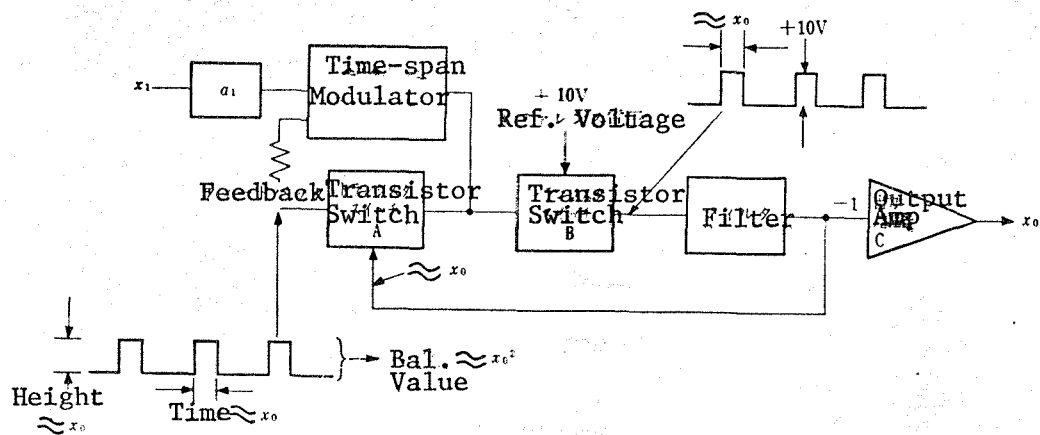 ≈ x₀
+10V
x₁
a₁
Time-span
Modulator
+ 10V
Ref. Voltage
Feedback
Transistor
Switch
A
Transistor
Switch
B
Filter
-1
Output
Amp
C
x₀
≈ x₀
Bal. ≈ x₀²
Value
Height
≈ x₀
Time ≈ x₀